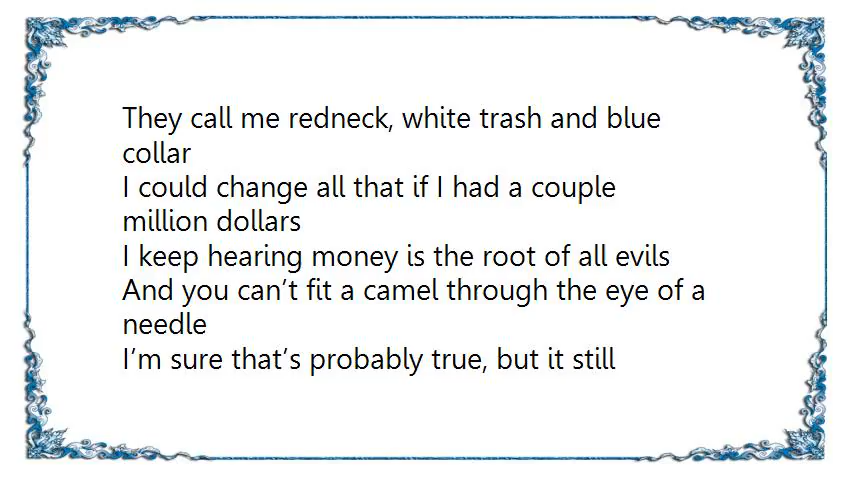 They call me redneck, white trash and blue
collar
I could change all that if I had a couple
million dollars
I keep hearing money is the root of all evils
And you can’t fit a camel through the eye of a
needle
I’m sure that’s probably true, but it still